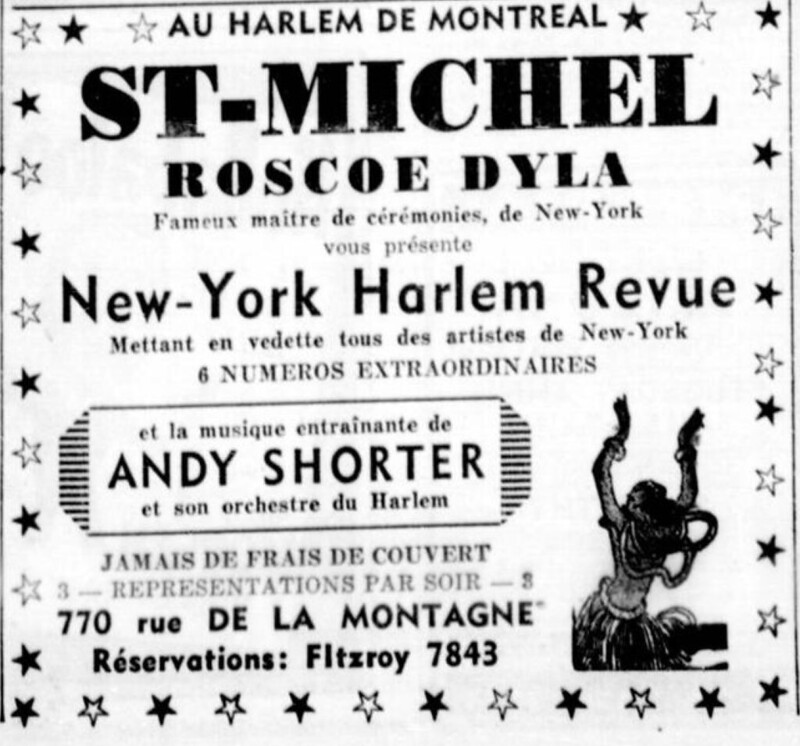 AU HARLEM DE MONTREAL
ST-MICHEL
ROSCOE DYLA
Fameux maître de cérémonies, de New-York
vous présente
New-York Harlem Revue
Mettant en vedette tous des artistes de New-York
6 NUMEROS EXTRAORDINAIRES
et la musique entraînante de
ANDY SHORTER
et son orchestre du Harlem
JAMAIS DE FRAIS DE COUVERT
3 — REPRESENTATIONS PAR SOIR — 3
770 rue DE LA MONTAGNE
Réservations: FItzroy 7843